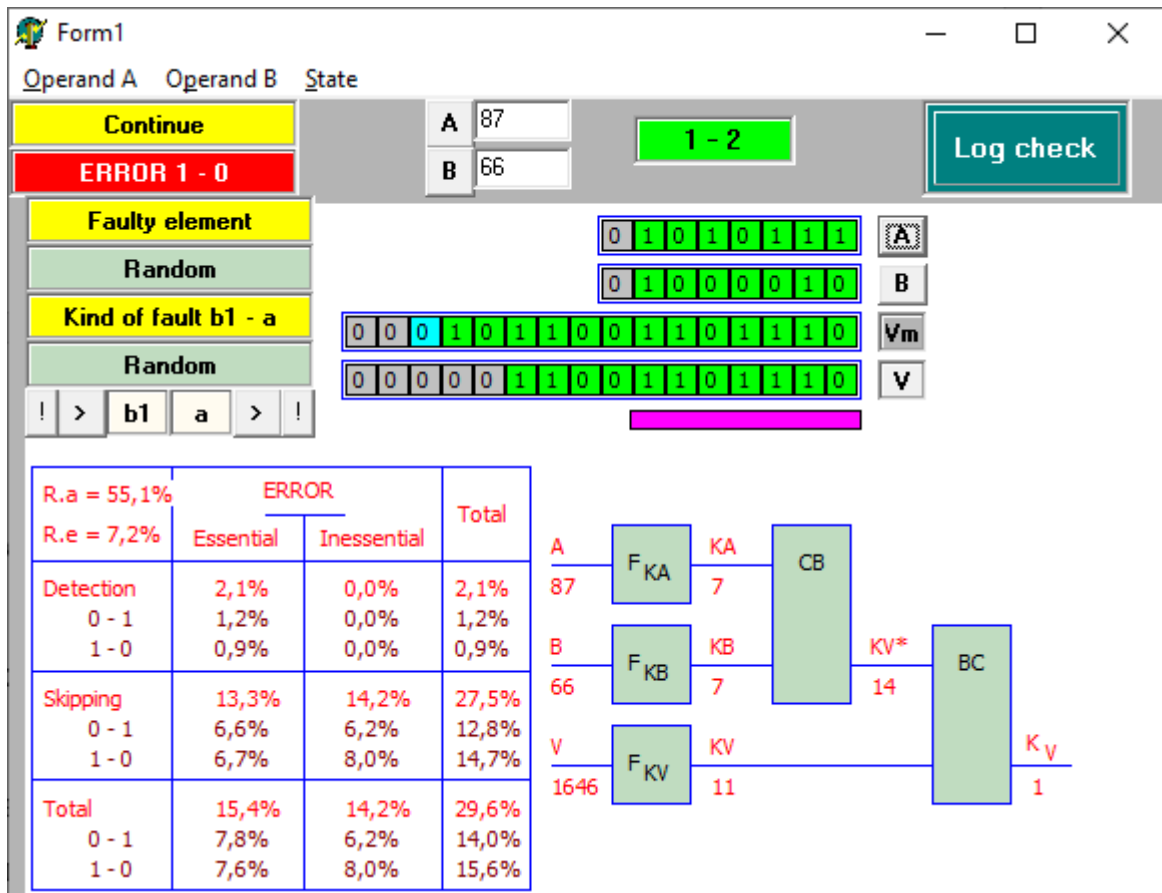 Form1
Operand A Operand B State
Continue
A 87
1 - 2
Log check
ERROR 1 - 0
B 66
Faulty element
0 1 0 1 0 1 1 1 A
Random
0 1 0 0 0 0 1 0 B
Kind of fault b1 - a
0 0 0 1 0 1 1 0 0 1 1 0 1 1 1 0 Vm
Random
0 0 0 0 0 1 1 0 0 1 1 0 1 1 1 0 V
! > b1 a > !
R.a = 55,1% ERROR Total
R.e = 7,2% Essential Inessential
Detection 2,1% 0,0% 2,1%
0 - 1 1,2% 0,0% 1,2%
1 - 0 0,9% 0,0% 0,9%
Skipping 13,3% 14,2% 27,5%
0 - 1 6,6% 6,2% 12,8%
1 - 0 6,7% 8,0% 14,7%
Total 15,4% 14,2% 29,6%
0 - 1 7,8% 6,2% 14,0%
1 - 0 7,6% 8,0% 15,6%
A FKA KA CB
87 7
B FKB KB KV* BC
66 7 14
V FKV KV KV
1646 11 1